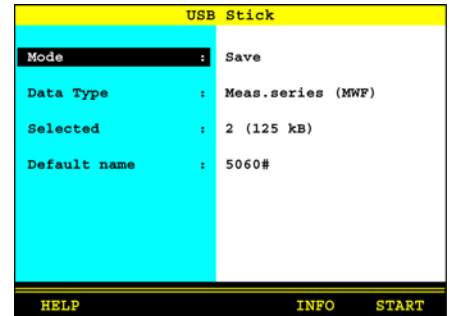 USB Stick
Mode : Save
Data Type : Meas.series (MWF)
Selected : 2 (125 kB)
Default name : 5060#
HELP INFO START